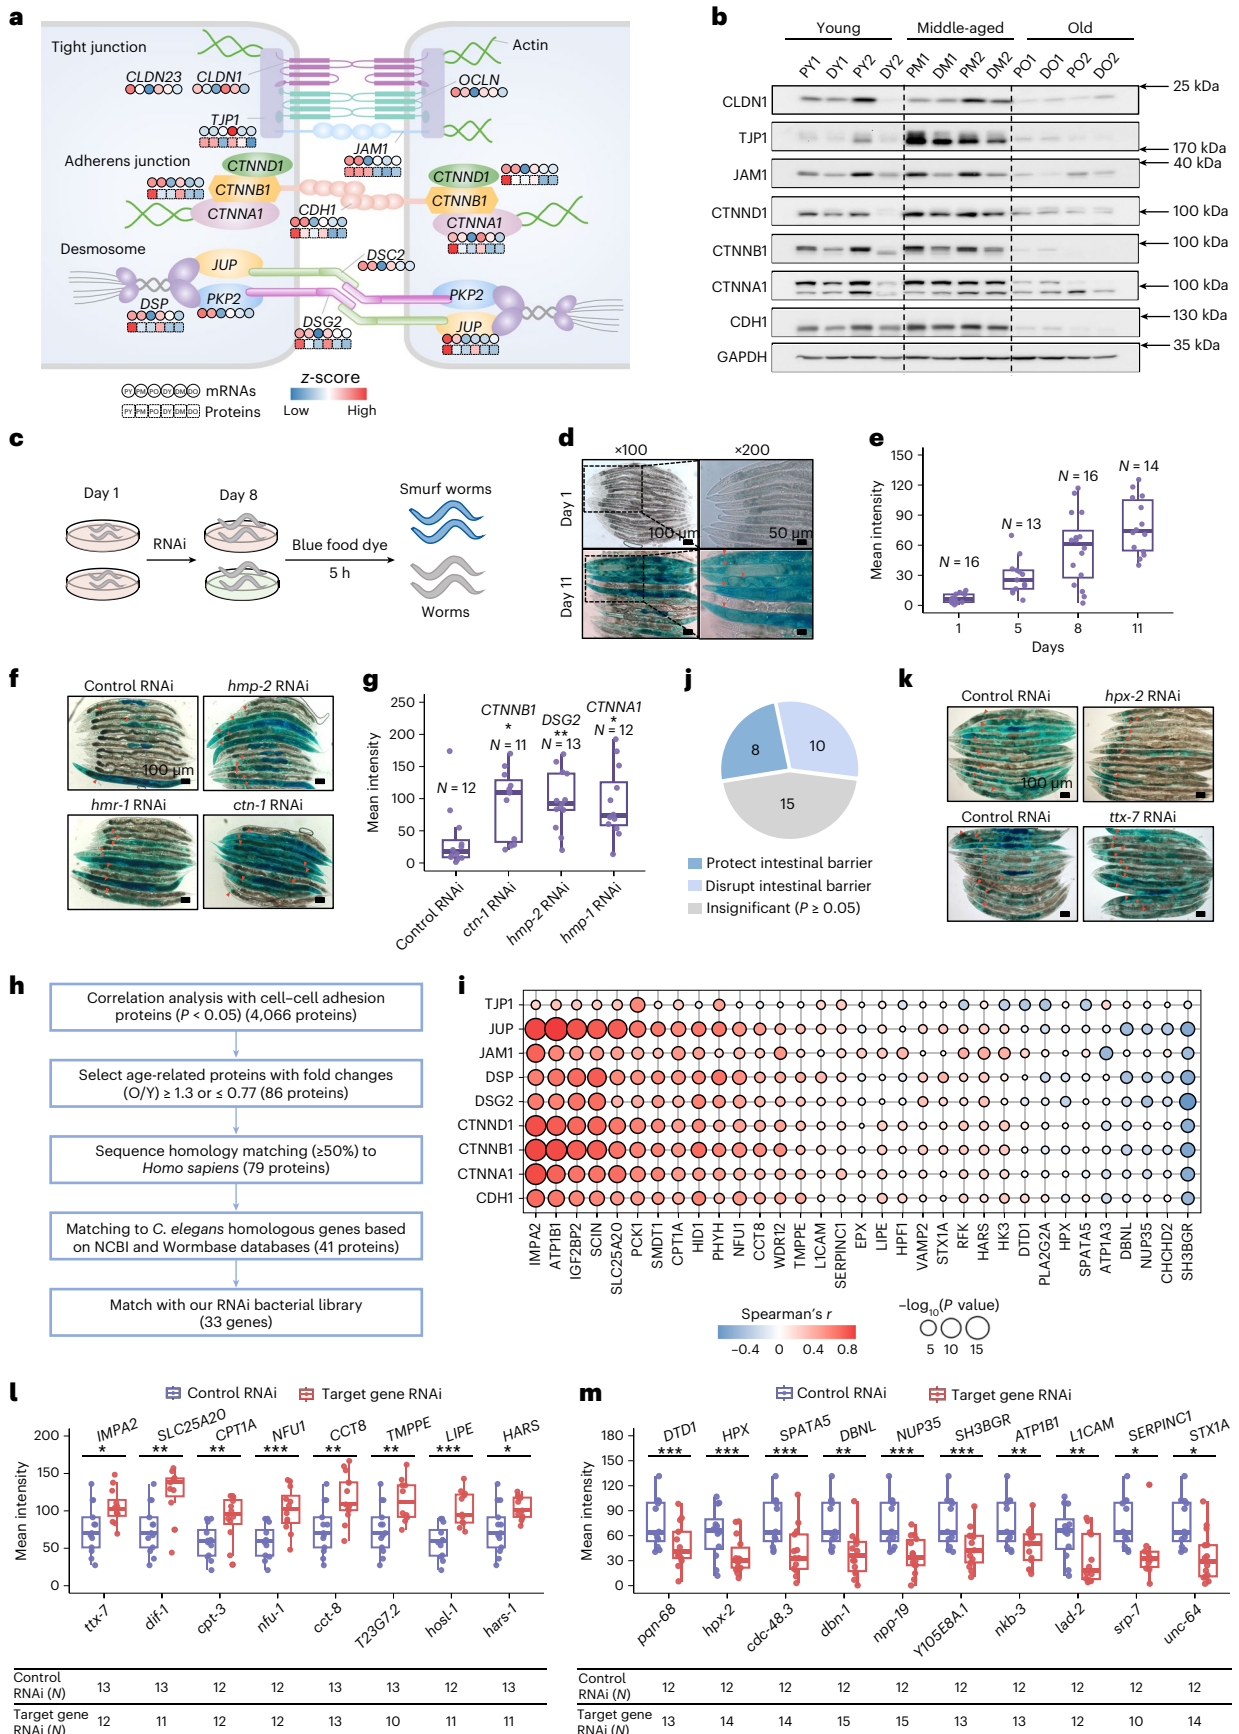 a
Tight junction
Actin
CLDN23
CLDN1
OCLN
TJP1
JAM1
Adherens junction
CTNND1
CTNNB1
CTNNA1
CDH1
CTNND1
CTNNB1
CTNNA1
Desmosome
DSC2
JUP
DSP
PKP2
DSG2
PKP2
JUP
PY PM PO DY DM DO mRNAs
PY PM PO DY DM DO Proteins
z-score
Low High
b
Young Middle-aged Old
PY1 DY1 PY2 DY2 PM1 DM1 PM2 DM2 PO1 DO1 PO2 DO2
CLDN1 25 kDa
TJP1 170 kDa
JAM1 40 kDa
CTNND1 100 kDa
CTNNB1 100 kDa
CTNNA1 100 kDa
CDH1 130 kDa
GAPDH 35 kDa
c
Day 1
Day 8
RNAi
Blue food dye
5 h
Smurf worms
Worms
d
×100 ×200
Day 1
100 μm
50 μm
Day 11
e
Mean intensity
150
120
90
60
30
0
N = 16
N = 13
N = 16
N = 14
1 5 8 11
Days
f
Control RNAi
hmp-2 RNAi
100 μm
hmr-1 RNAi
ctn-1 RNAi
g
Mean intensity
250
200
150
100
50
0
N = 12
CTNNB1
*
N = 11
DSG2
**
N = 13
CTNNA1
*
N = 12
Control RNAi
ctn-1 RNAi
hmp-2 RNAi
hmp-1 RNAi
j
8
10
15
Protect intestinal barrier
Disrupt intestinal barrier
Insignificant (P ≥ 0.05)
k
Control RNAi
hpx-2 RNAi
100 μm
Control RNAi
ttx-7 RNAi
h
Correlation analysis with cell–cell adhesion
proteins (P < 0.05) (4,066 proteins)
Select age-related proteins with fold changes
(O/Y) ≥ 1.3 or ≤ 0.77 (86 proteins)
Sequence homology matching (≥50%) to
Homo sapiens (79 proteins)
Matching to C. elegans homologous genes based
on NCBI and Wormbase databases (41 proteins)
Match with our RNAi bacterial library
(33 genes)
i
TJP1
JUP
JAM1
DSP
DSG2
CTNND1
CTNNB1
CTNNA1
CDH1
IMPA2 ATP1B1 IGF2BP2 SCIN SLC25A20 PCK1 SMDT1 CPT1A HID1 PHYH NFU1 CCT8 WDR12 TMPPE L1CAM SERPINC1 EPX LIPE HPF1 VAMP2 STX1A RFK HARS HK3 DTD1 PLA2G2A HPX SPATA5 ATP1A3 DBNL NUP35 CHCHD2 SH3BGR
Spearman's r
−0.4 0 0.4 0.8
−log10(P value)
5 10 15
l
Control RNAi Target gene RNAi
Mean intensity
200
150
100
50
0
IMPA2 SLC25A20 CPT1A NFU1 CCT8 TMPPE LIPE HARS
* ** ** *** ** ** *** *
ttx-7 dif-1 cpt-3 nfu-1 cct-8 T23G7.2 hosl-1 hars-1
Control
RNAi (N) 13 13 12 12 13 13 12 13
Target gene
RNAi (N) 12 11 12 12 13 10 11 11
m
Control RNAi Target gene RNAi
Mean intensity
180
150
120
90
60
30
0
DTD1 HPX SPATA5 DBNL NUP35 SH3BGR ATP1B1 L1CAM SERPINC1 STX1A
*** *** *** ** *** *** ** ** * *
pqn-68 hpx-2 cdc-48.3 dbn-1 npp-19 Y105E8A.1 nkb-3 lad-2 srp-7 unc-64
Control
RNAi (N) 12 12 12 12 12 12 12 12 12 12
Target gene
RNAi (N) 13 14 14 15 15 13 13 12 10 14